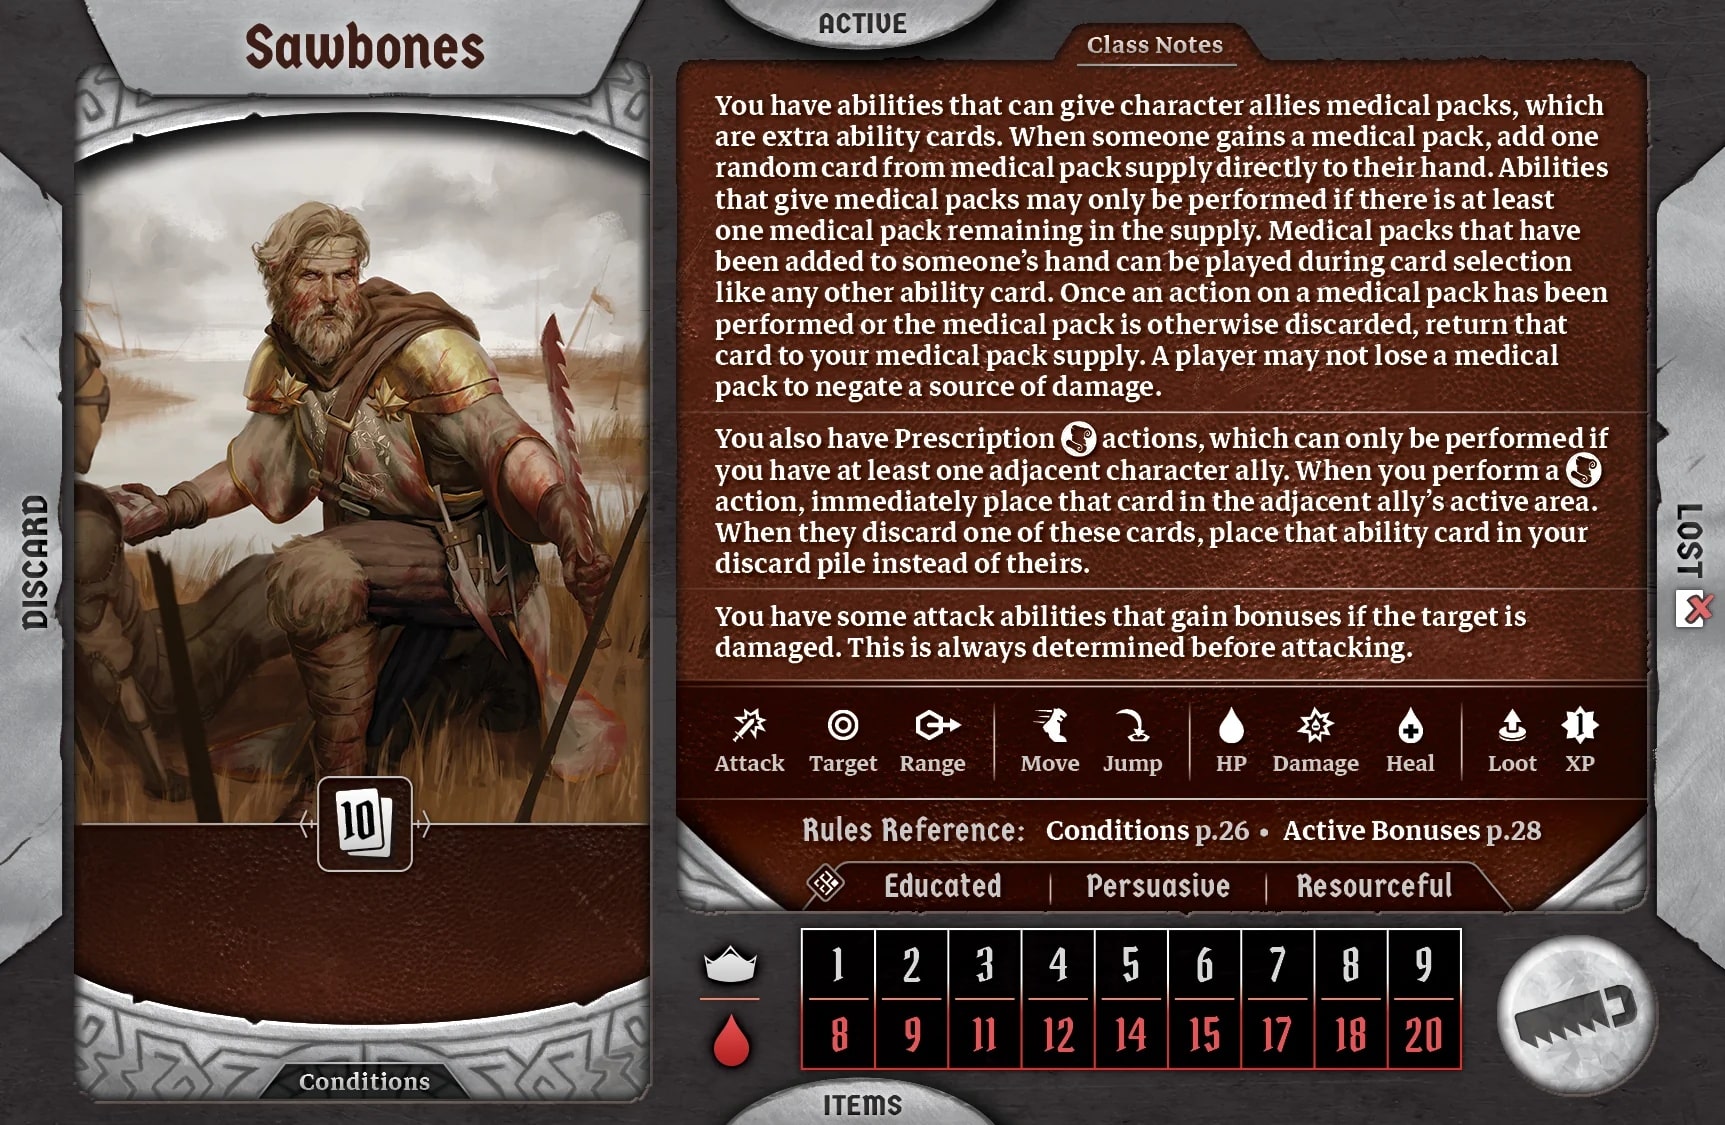 Sawbones
ACTIVE
Class Notes
You have abilities that can give character allies medical packs, which
are extra ability cards. When someone gains a medical pack, add one
random card from medical pack supply directly to their hand. Abilities
that give medical packs may only be performed if there is at least
one medical pack remaining in the supply. Medical packs that have
been added to someone's hand can be played during card selection
like any other ability card. Once an action on a medical pack has been
performed or the medical pack is otherwise discarded, return that
card to your medical pack supply. A player may not lose a medical
pack to negate a source of damage.
You also have Prescription actions, which can only be performed if
you have at least one adjacent character ally. When you perform a
action, immediately place that card in the adjacent ally's active area.
When they discard one of these cards, place that ability card in your
discard pile instead of theirs.
You have some attack abilities that gain bonuses if the target is
damaged. This is always determined before attacking.
1
Attack Target Range Move Jump HP Damage Heal Loot XP
Rules Reference: Conditions p.26 • Active Bonuses p.28
Educated Persuasive Resourceful
1 2 3 4 5 6 7 8 9
8 9 11 12 14 15 17 18 20
10
DISCARD
LOST
Conditions
ITEMS